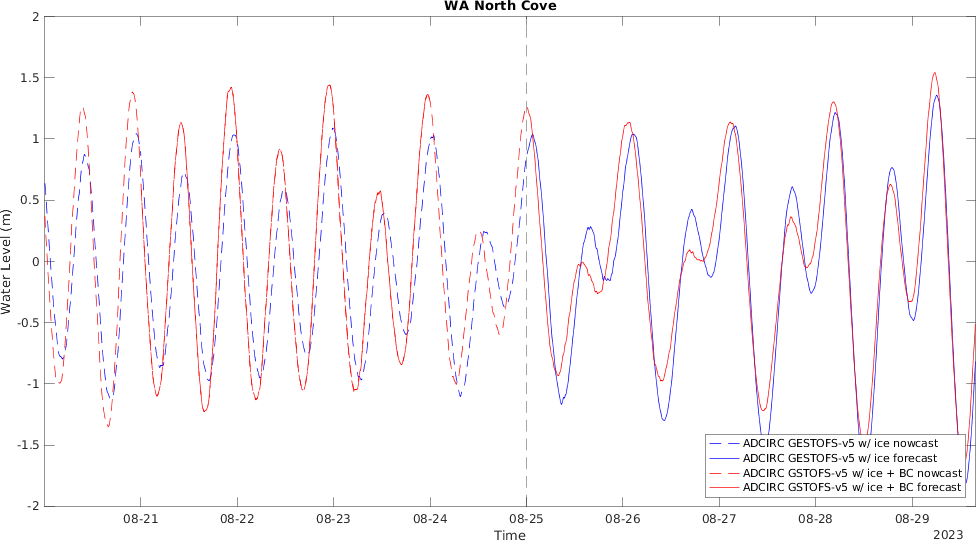 WA North Cove
2
1.5
1
0.5
0
-0.5
-1
-1.5
-2
Water Level (m)
ADCIRC GESTOFS-v5 w/ ice nowcast
ADCIRC GESTOFS-v5 w/ ice forecast
ADCIRC GSTOFS-v5 w/ ice + BC nowcast
ADCIRC GSTOFS-v5 w/ ice + BC forecast
08-21 08-22 08-23 08-24 08-25 08-26 08-27 08-28 08-29
Time
2023